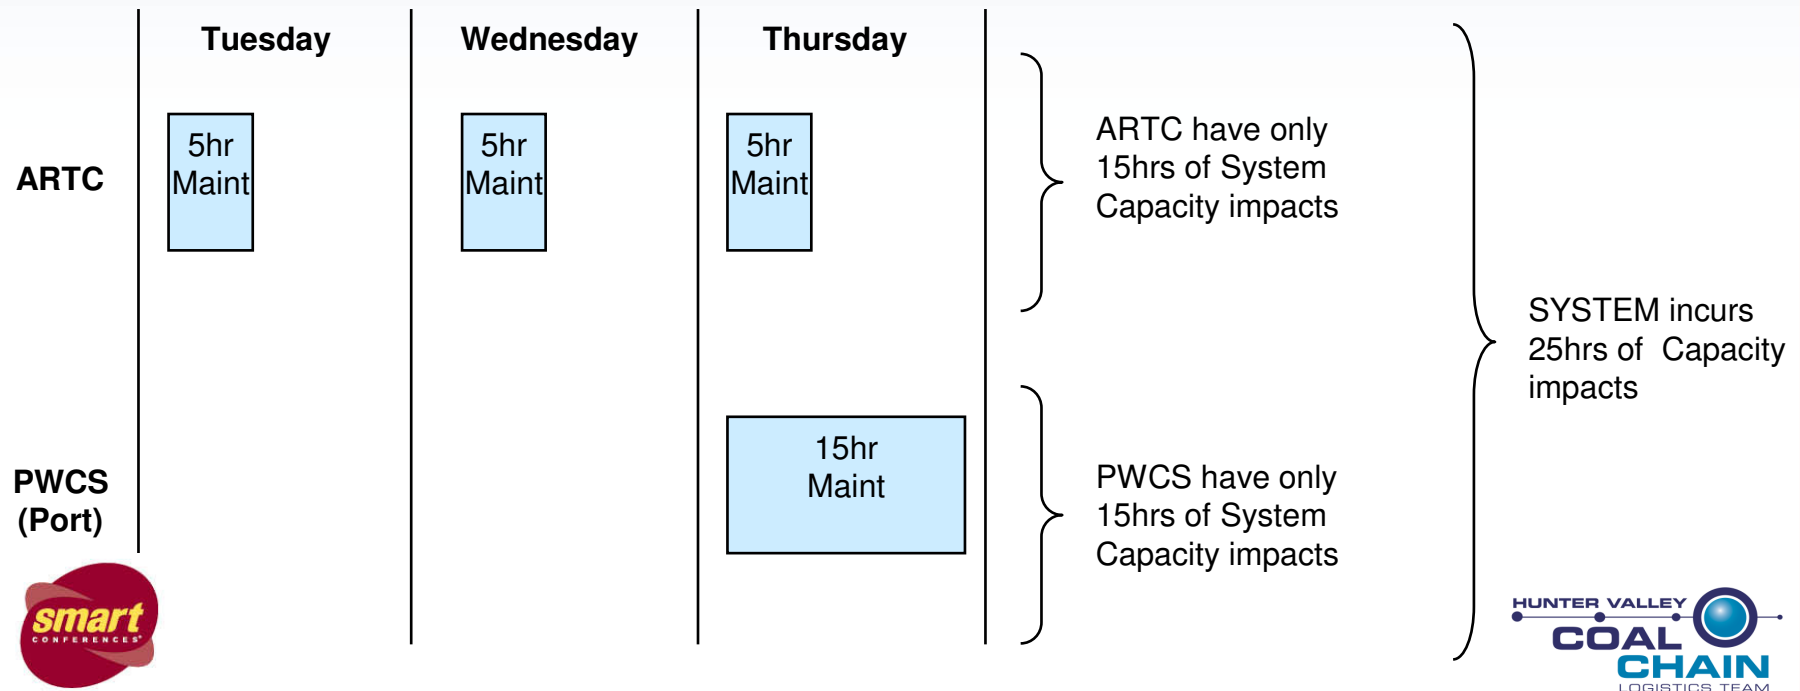 Tuesday
Wednesday
Thursday
ARTC
5hr
Maint
5hr
Maint
5hr
Maint
ARTC have only
15hrs of System
Capacity impacts
SYSTEM incurs
25hrs of Capacity
impacts
PWCS
(Port)
15hr
Maint
PWCS have only
15hrs of System
Capacity impacts
smart
CONFERENCES
HUNTER VALLEY
COAL
CHAIN
LOGISTICS TEAM